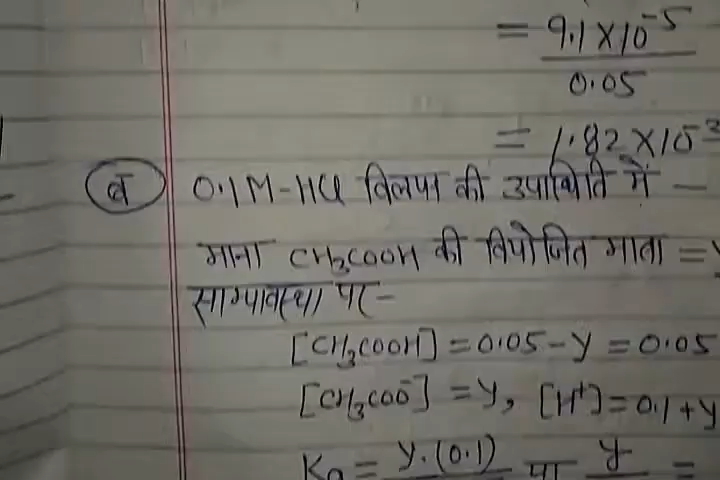 = 9.1×10⁻⁵
0.05
= 1.82×10⁻³
ब 0.1M-HCl विलयन की उपस्थिति में -
माना CH₃COOH की वियोजित मात्रा = y
साम्यावस्था पर-
[CH₃COOH] = 0.05-y = 0.05
[CH₃COO⁻] = y, [H⁺] = 0.1+y
Ka = y.(0.1) या y =